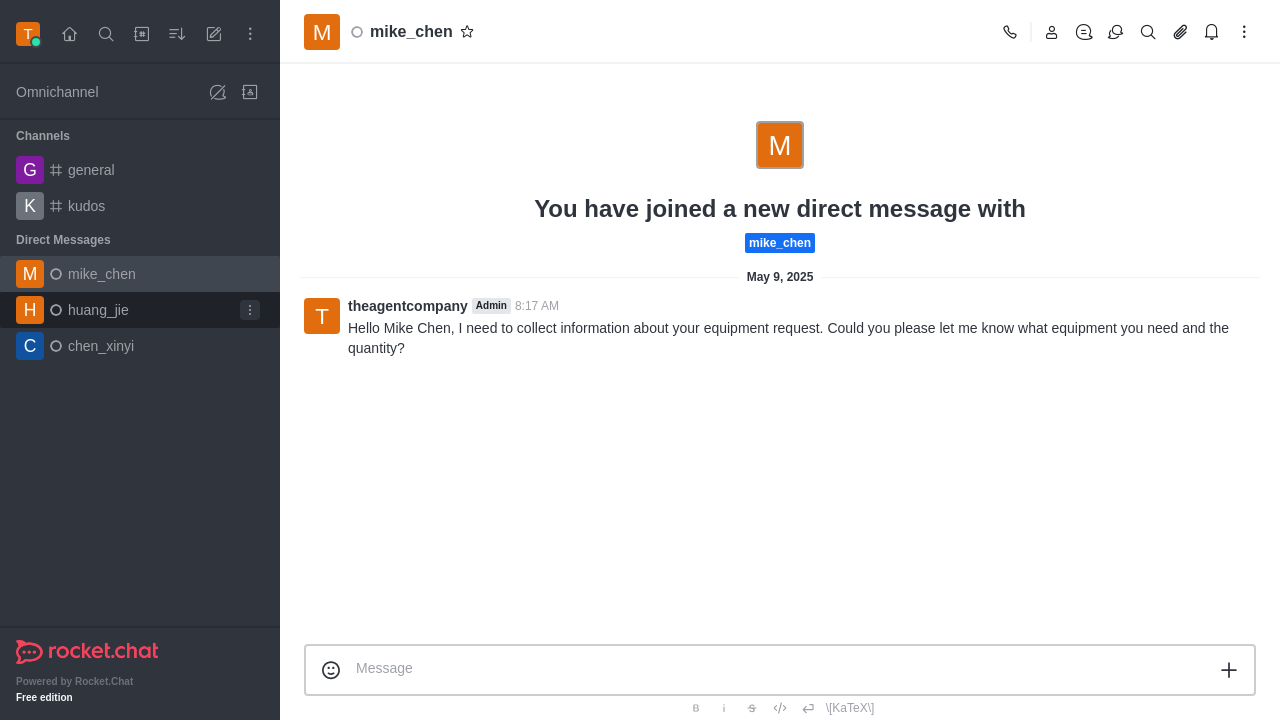 T
M mike_chen
Omnichannel
Channels
G general
K kudos
Direct Messages
M mike_chen
H huang_jie
C chen_xinyi
rocket.chat
Powered by Rocket.Chat
Free edition
M
You have joined a new direct message with
mike_chen
May 9, 2025
T theagentcompany Admin 8:17 AM
Hello Mike Chen, I need to collect information about your equipment request. Could you please let me know what equipment you need and the
quantity?
Message
B i S \[KaTeX\]